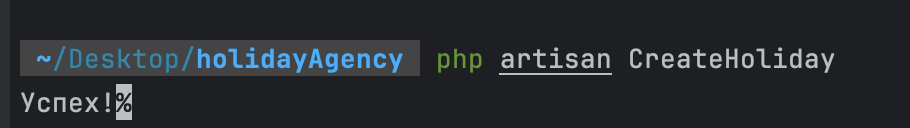 ~/Desktop/holidayAgency php artisan CreateHoliday
Успех!%